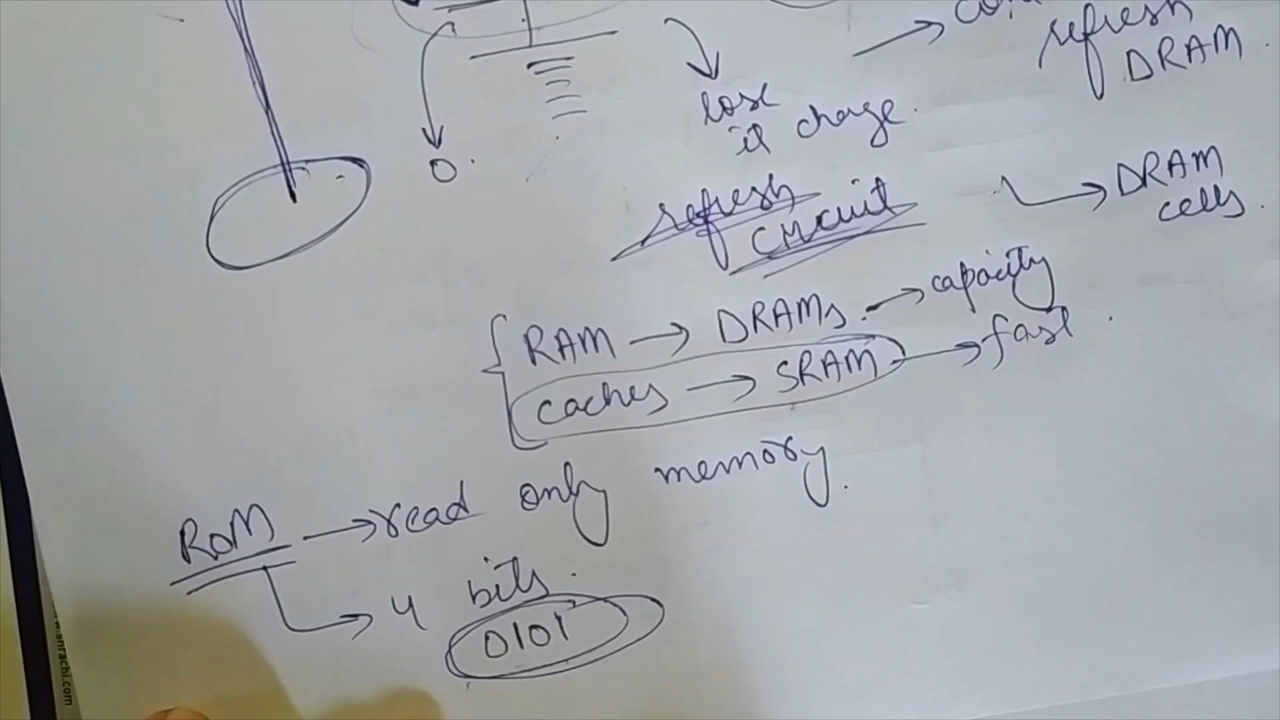 refresh
DRAM.
lose
it charge.
0.
DRAM
cells.
refresh
circuit
RAM → DRAMs. → capacity
caches → SRAM → fast.
ROM → read only memory.
→ 4 bits.
0101